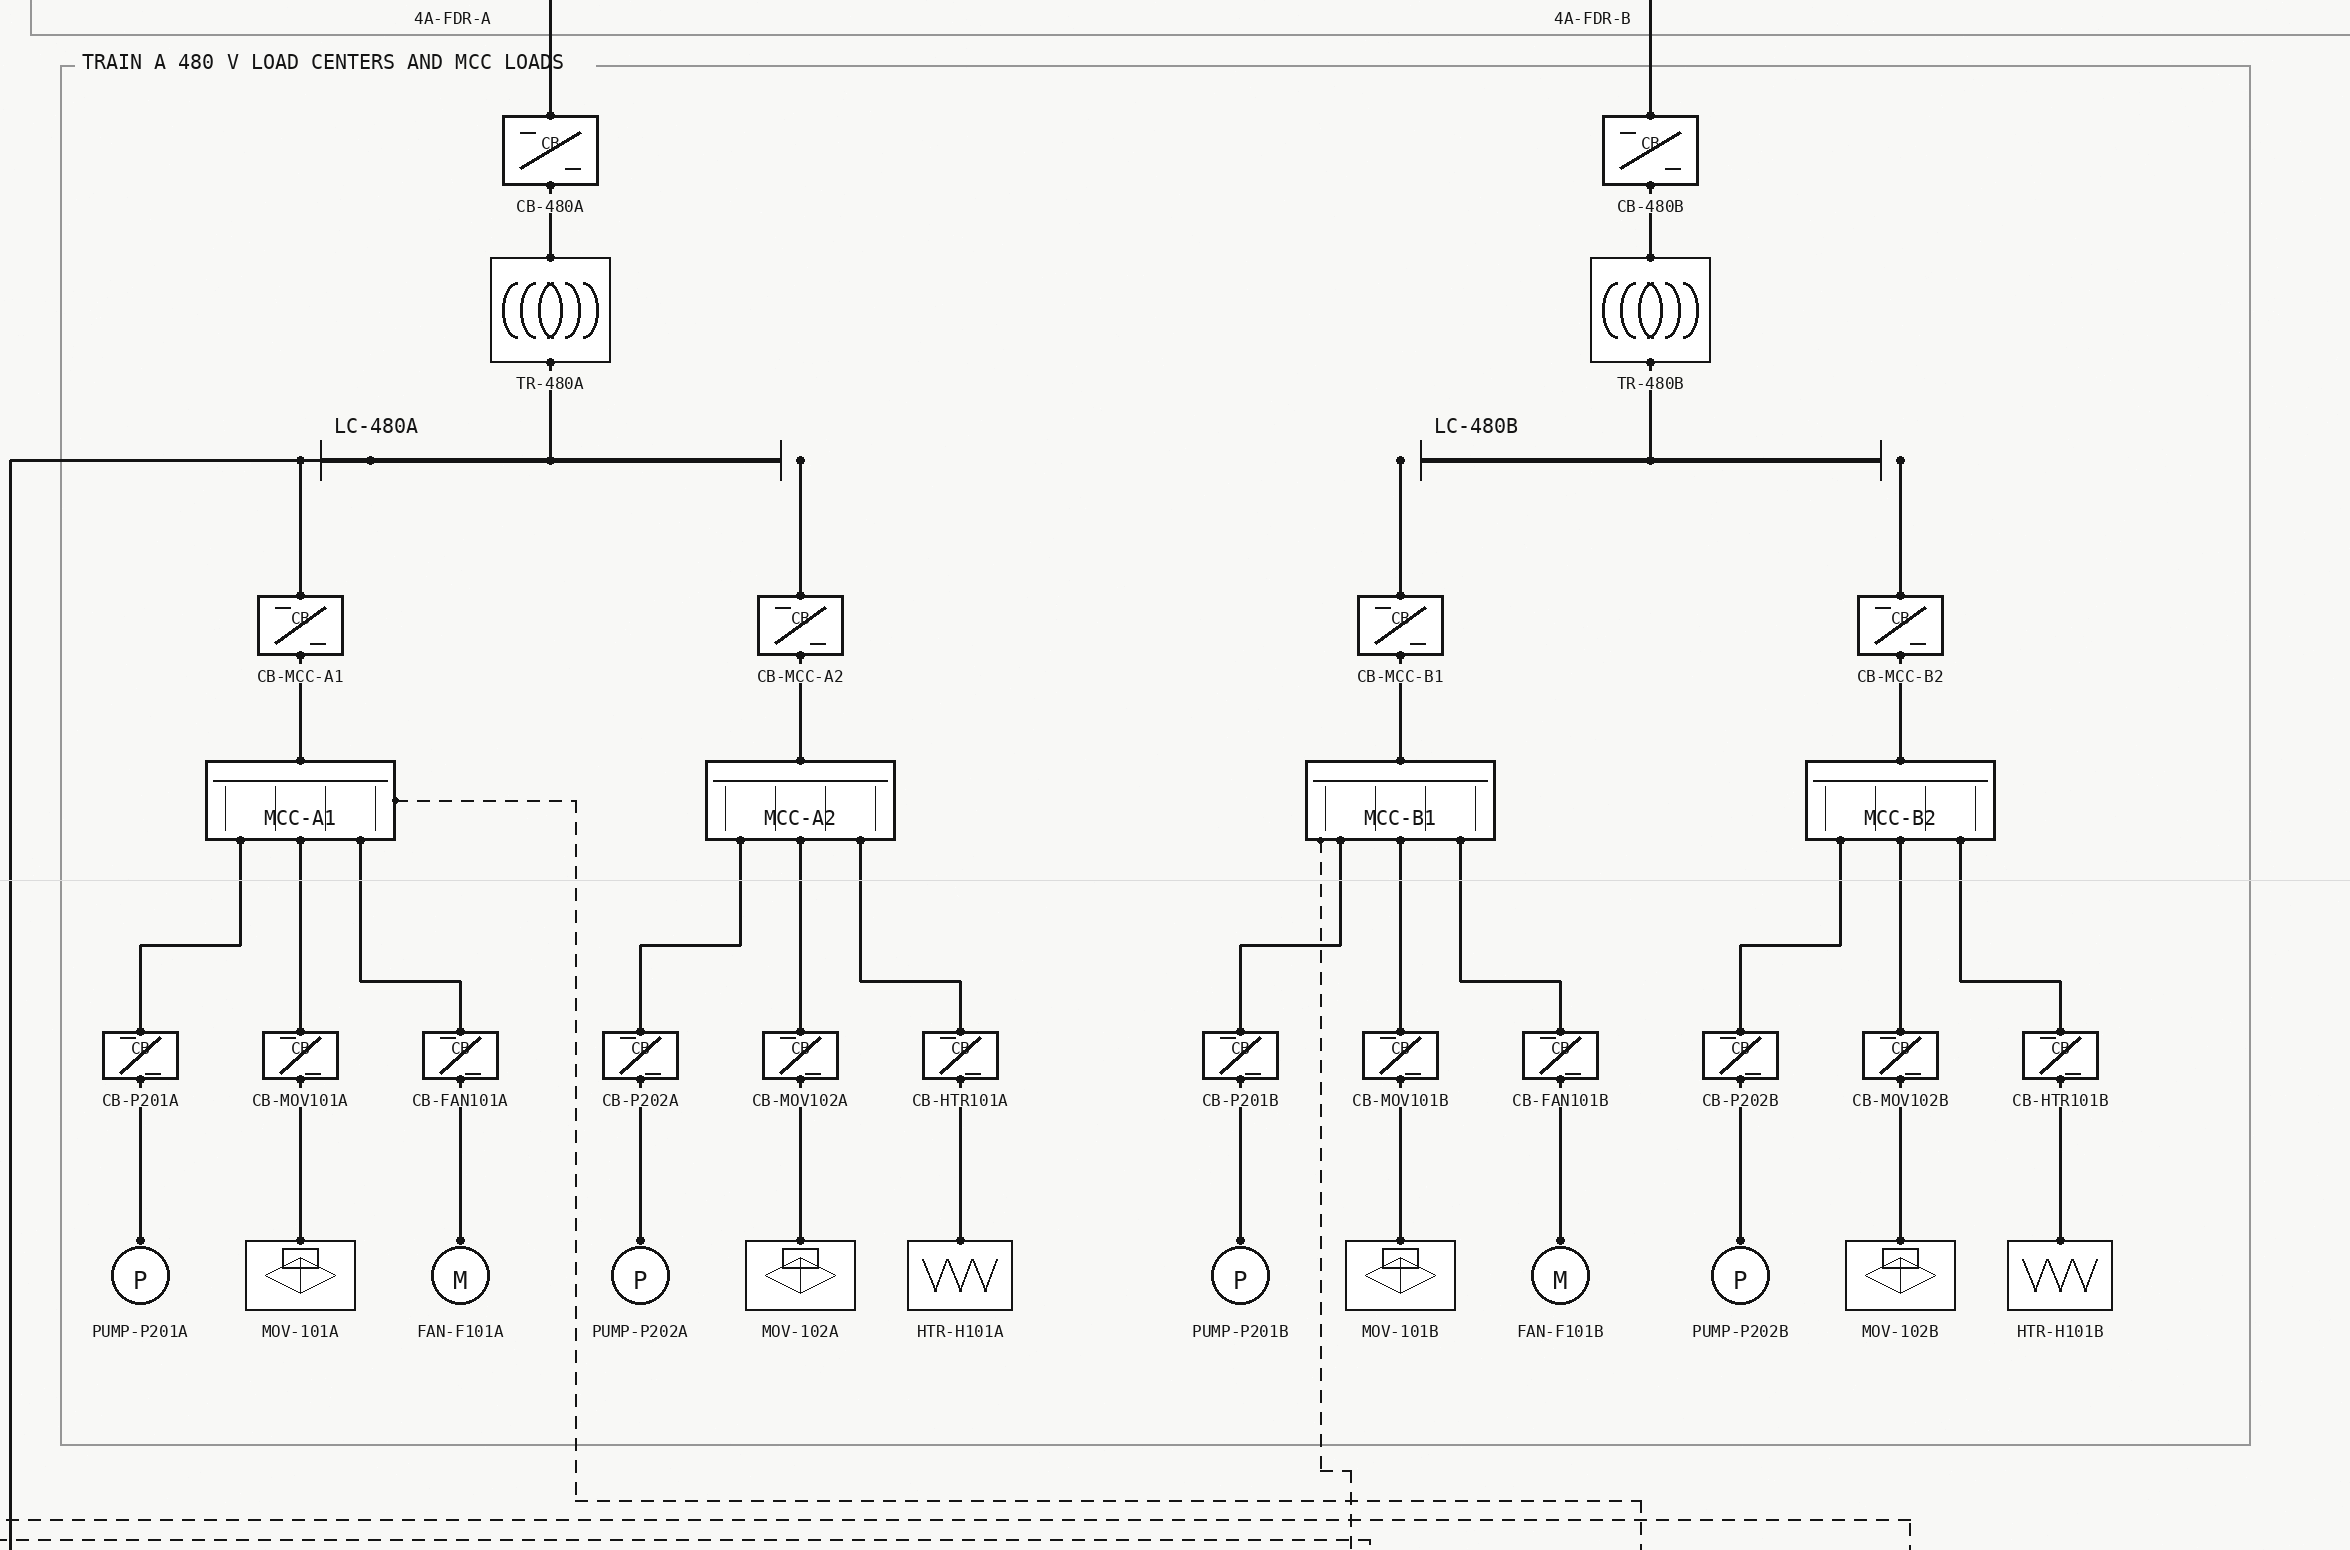 4A-FDR-A
4A-FDR-B
TRAIN A 480 V LOAD CENTERS AND MCC LOADS
CB
CB
CB-480A
CB-480B
TR-480A
TR-480B
LC-480A
LC-480B
CB
CB
CB
CB
CB-MCC-A1
CB-MCC-A2
CB-MCC-B1
CB-MCC-B2
MCC-A1
MCC-A2
MCC-B1
MCC-B2
CB
CB
CB
CB
CB
CB
CB
CB
CB
CB
CB
CB
CB-P201A
CB-MOV101A
CB-FAN101A
CB-P202A
CB-MOV102A
CB-HTR101A
CB-P201B
CB-MOV101B
CB-FAN101B
CB-P202B
CB-MOV102B
CB-HTR101B
P
M
P
P
M
P
PUMP-P201A
MOV-101A
FAN-F101A
PUMP-P202A
MOV-102A
HTR-H101A
PUMP-P201B
MOV-101B
FAN-F101B
PUMP-P202B
MOV-102B
HTR-H101B